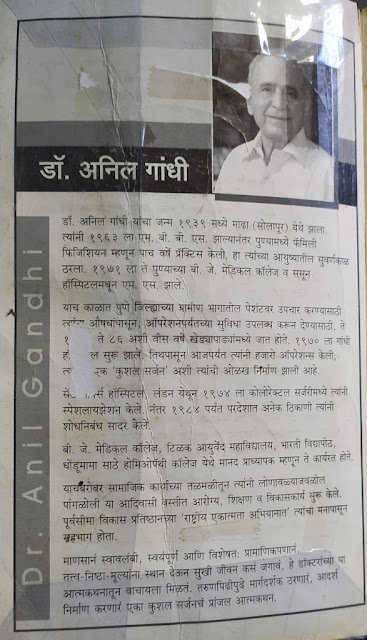 डॉ. अनिल गांधी
Dr. Anil Gandhi
डॉ. अनिल गांधी यांचा जन्म १९३९ मध्ये माढा (सोलापूर) येथे झाला.
त्यांनी १९६३ ला एम. बी. बी. एस. झाल्यानंतर पुण्यामध्ये फॅमिली
फिजिशियन म्हणून पाच वर्षे प्रॅक्टिस केली, हा त्यांच्या आयुष्यातील सुवर्णकाळ
ठरला. १९७१ ला ते पुण्याच्या बी. जे. मेडिकल कॉलेज व ससून
हॉस्पिटलमधून एम. एस. झाले.
याच काळात पुणे जिल्ह्याच्या ग्रामीण भागातील पेशंटवर उपचार करण्यासाठी
औषधांपासून, ऑपरेशनपर्यंतच्या सुविधा उपलब्ध करून देण्यासाठी, ते
ते ८६ अशी वीस वर्षे खेड्यापाड्यांमध्ये जात होते. १९७० ला गांधी
सुरू झाले. तिथपासून आजपर्यंत त्यांनी हजारो ऑपरेशन्स केली,
एक 'कुशल सर्जन' अशी त्यांची ओळख निर्माण झाली आहे.
हॉस्पिटल, लंडन येथून १९७४ ला कोलोरेक्टल सर्जरीमध्ये त्यांनी
स्पेशलायझेशन केले. नंतर १९८४ पर्यंत परदेशात अनेक ठिकाणी त्यांनी
शोधनिबंध सादर केले.
बी. जे. मेडिकल कॉलेज, टिळक आयुर्वेद महाविद्यालय, भारती विद्यापीठ,
धोंडूमामा साठे होमिओपॅथी कॉलेज येथे मानद प्राध्यापक म्हणून ते कार्यरत होते.
याचबरोबर सामाजिक कार्याच्या तळमळीतून त्यांनी लोणावळ्याजवळील
पांगळोली या आदिवासी वस्तीत आरोग्य, शिक्षण व विकासकार्य सुरू केले.
पूर्वसीमा विकास प्रतिष्ठानच्या 'राष्ट्रीय एकात्मता अभियानात' त्यांचा मनापासून
सहभाग होता.
माणसानं स्वावलंबी, स्वयंपूर्ण आणि विशेषतः प्रामाणिकपणानं,
तत्त्व-निष्ठा-मूल्यांना स्थान देऊन सुखी जीवन कसं जगावं, हे डॉक्टरांच्या या
आत्मकथनातून वाचायला मिळतं. तरुणपिढीपुढे मार्गदर्शक ठरणारं, आदर्श
निर्माण करणारं एका कुशल सर्जनचं प्रांजल आत्मकथन.